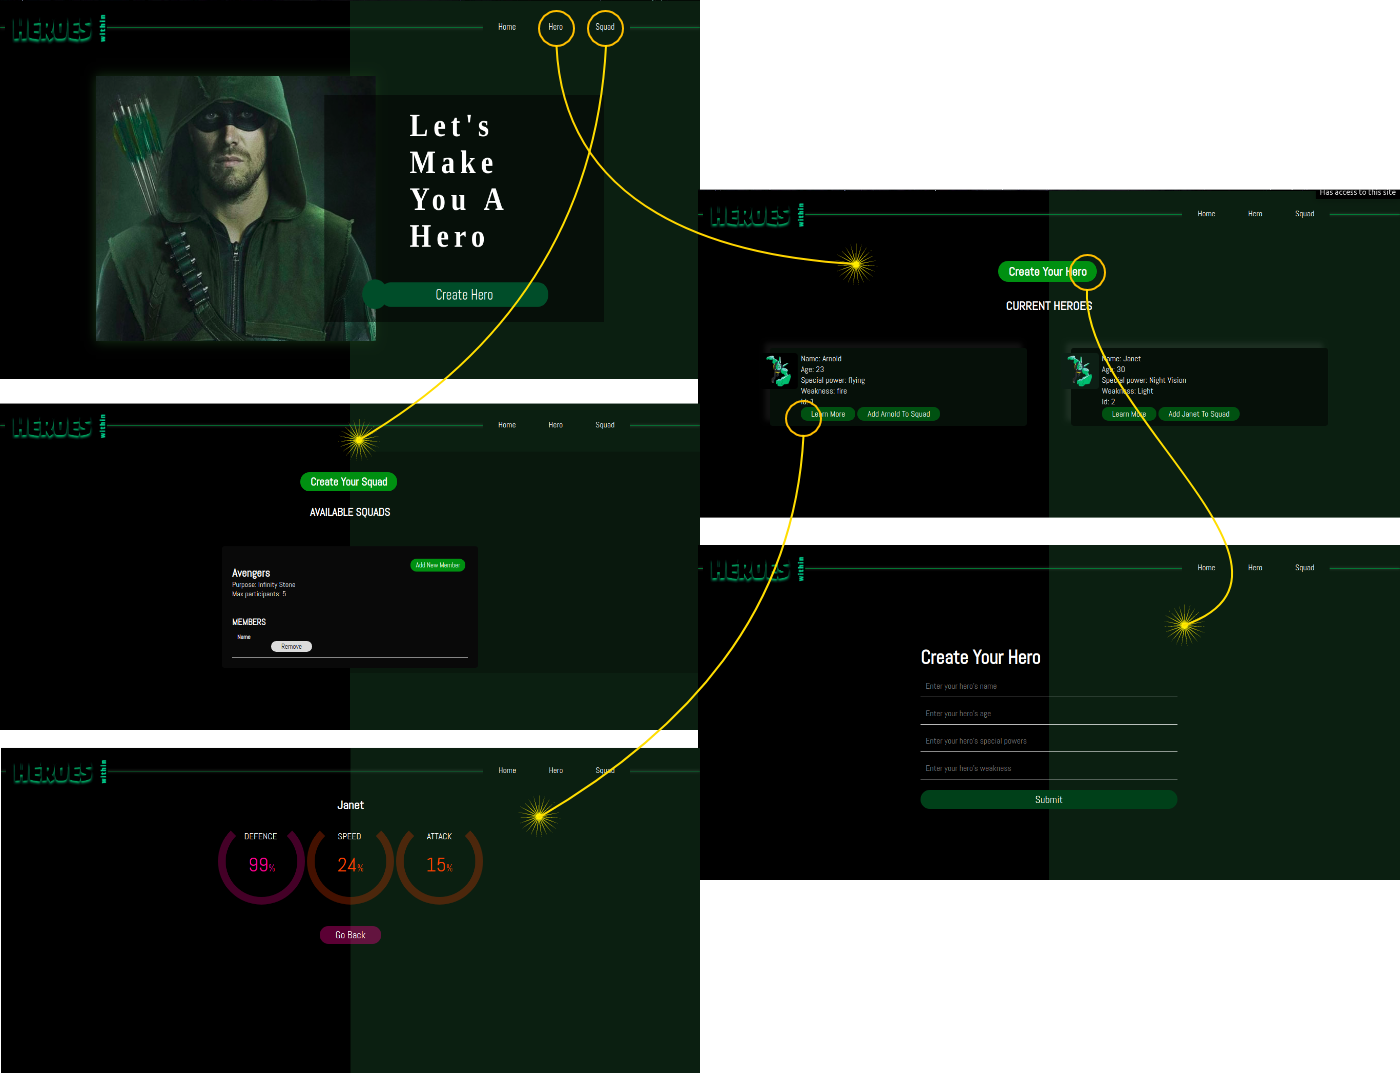 HEROES within
Home Hero Squad
Let's
Make
You A
Hero
Create Hero
Has access to this site
HEROES within
Home Hero Squad
Create Your Hero
CURRENT HEROES
Name: Arnold
Age: 23
Special power: flying
Weakness: fire
Id: 1
Learn More Add Arnold To Squad
Name: Janet
Age: 30
Special power: Night Vision
Weakness: Light
Id: 2
Learn More Add Janet To Squad
HEROES within
Home Hero Squad
Create Your Squad
AVAILABLE SQUADS
Add New Member
Avengers
Purpose: Infinity Stone
Max participants: 5
MEMBERS
Name
Remove
HEROES within
Home Hero Squad
Create Your Hero
Enter your hero's name
Enter your hero's age
Enter your hero's special powers
Enter your hero's weakness
Submit
HEROES within
Home Hero Squad
Janet
DEFENCE SPEED ATTACK
99% 24% 15%
Go Back